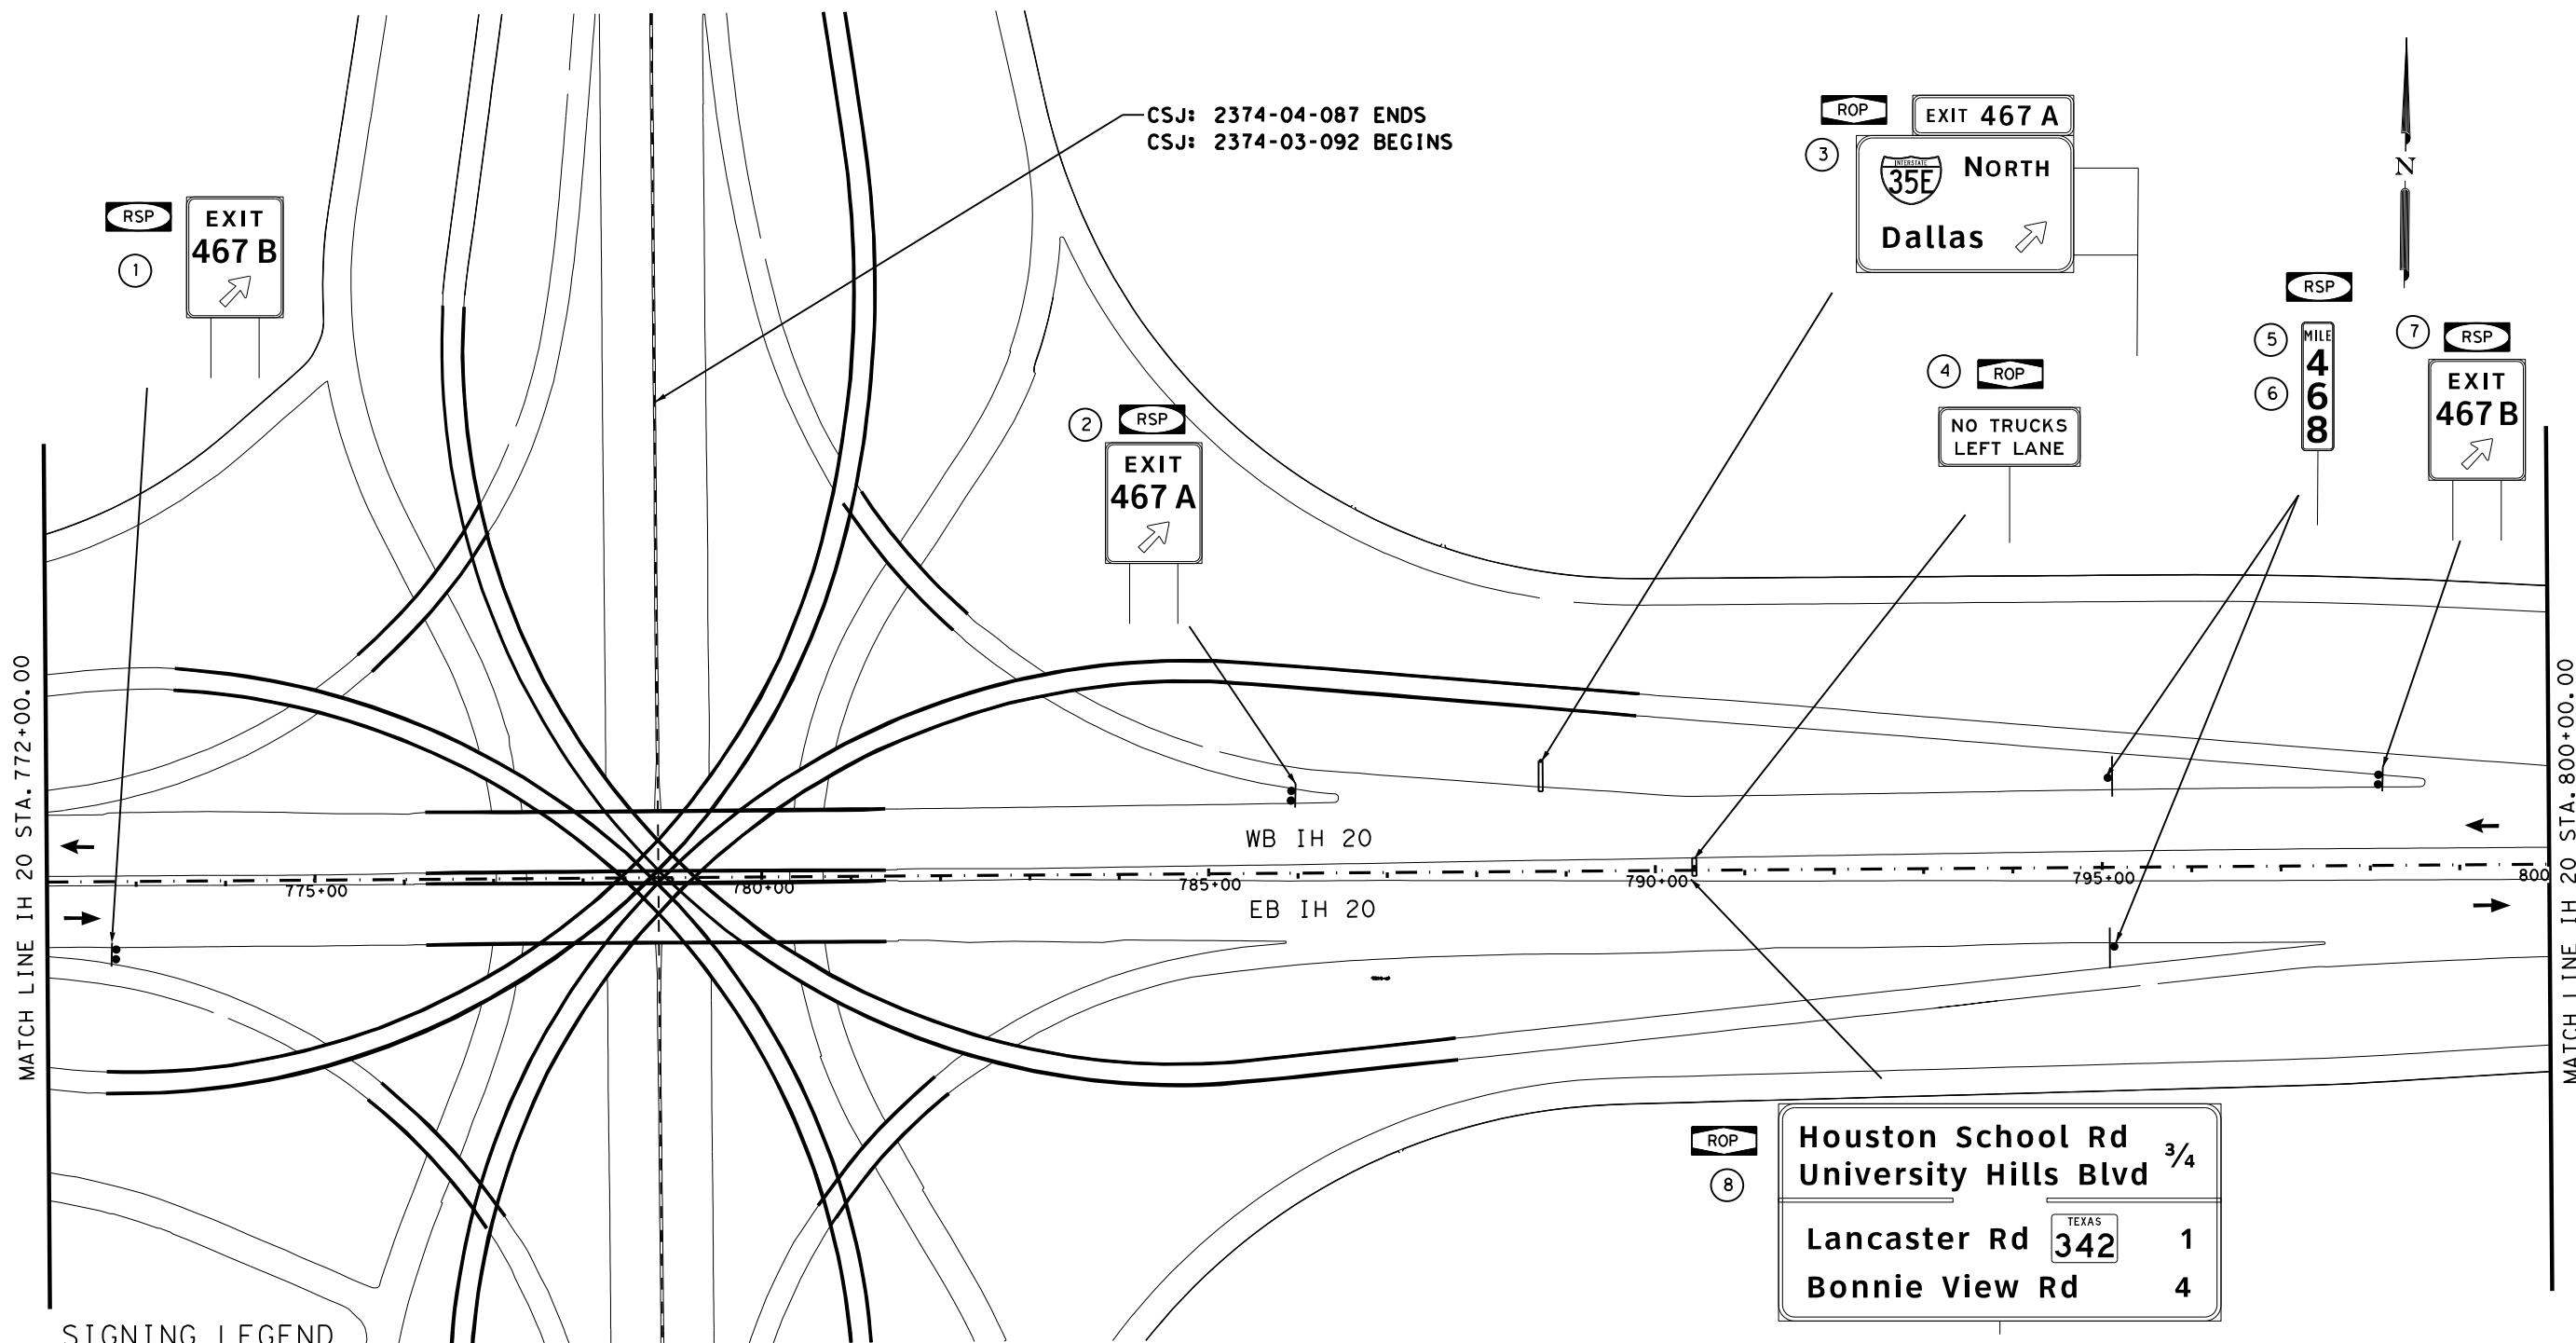 CSJ: 2374-04-087 ENDS
CSJ: 2374-03-092 BEGINS
ROP
EXIT 467 A
3
INTERSTATE
35E
NORTH
Dallas
N
RSP
1
EXIT
467 B
RSP
5
6
MILE
4
6
8
7
RSP
EXIT
467 B
4
ROP
NO TRUCKS
LEFT LANE
2
RSP
EXIT
467 A
MATCH LINE IH 20 STA. 772+00.00
MATCH LINE IH 20 STA. 800+00.00
WB IH 20
775+00
780+00
785+00
790+00
795+00
800
EB IH 20
ROP
8
Houston School Rd
University Hills Blvd
3/4
Lancaster Rd
TEXAS
342
1
Bonnie View Rd
4
SIGNING LEGEND